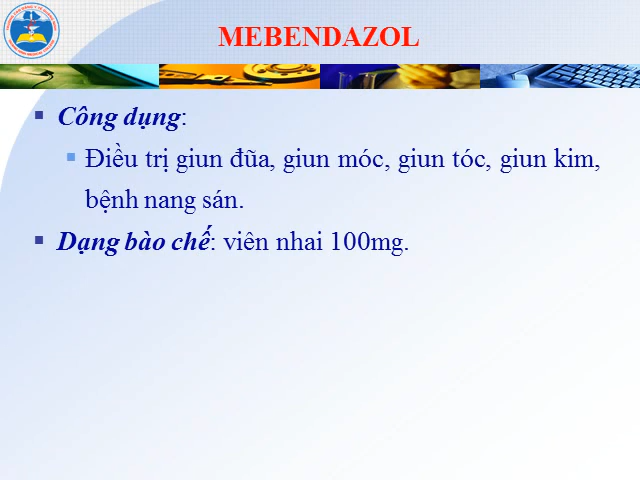 MEBENDAZOL
Công dụng:
Điều trị giun đũa, giun móc, giun tóc, giun kim,
bệnh nang sán.
Dạng bào chế: viên nhai 100mg.